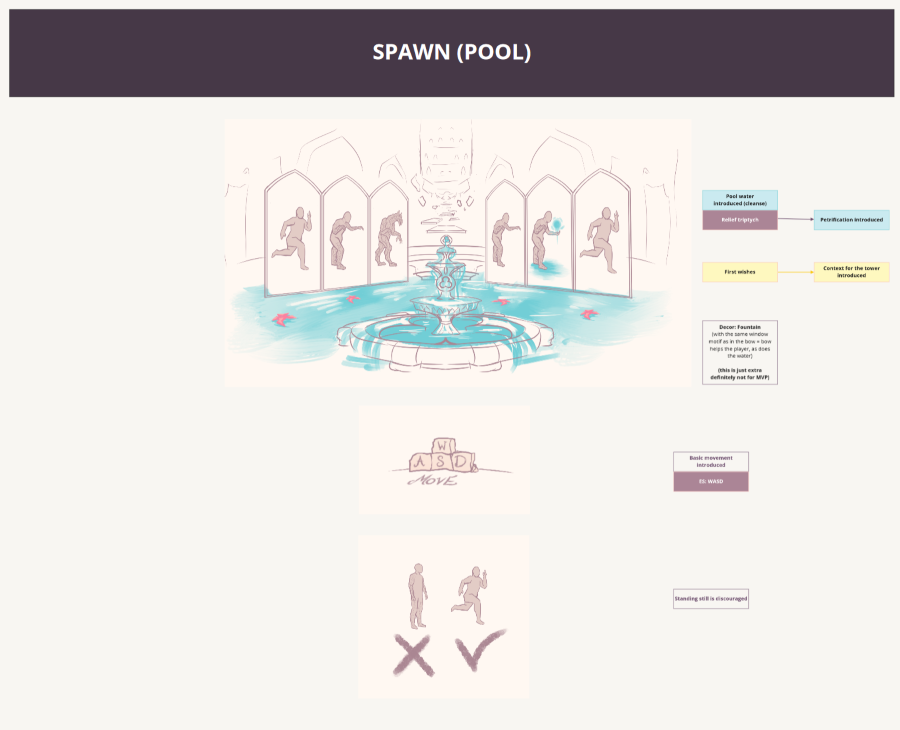 SPAWN (POOL)
Pool water
introduced (cleanse)
Relief triptych
Petrification introduced
First wishes
Context for the tower
introduced
Decor: Fountain
(with the same window
motif as in the bow = bow
helps the player, as does
the water)
(this is just extra
definitely not for MVP)
W
A S D
MOVE
Basic movement
introduced
ES: WASD
Standing still is discouraged